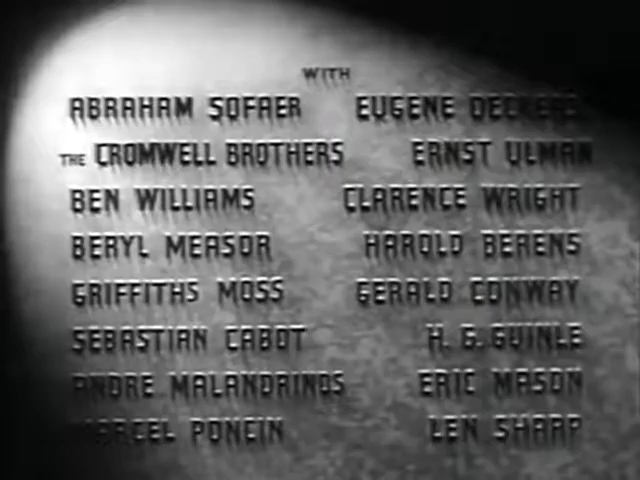 WITH
ABRAHAM SOFAER EUGENE DECKERS
THE CROMWELL BROTHERS ERNST ULMAN
BEN WILLIAMS CLARENCE WRIGHT
BERYL MEASOR HAROLD BERENS
GRIFFITHS MOSS GERALD CONWAY
SEBASTIAN CABOT H. G. GUINLE
ANDRE MALANDRINOS ERIC MASON
MARCEL PONCIN LEN SHARP